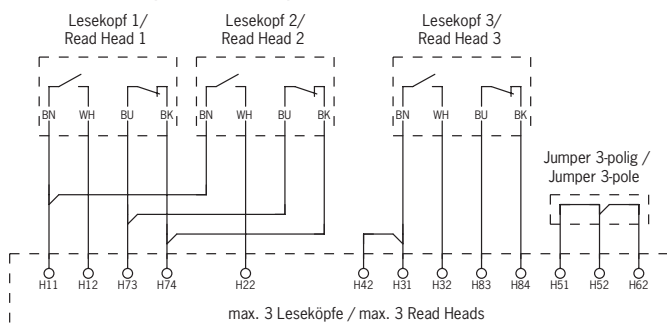 Lesekopf 1/
Read Head 1
Lesekopf 2/
Read Head 2
Lesekopf 3/
Read Head 3
BN WH BU BK BN WH BU BK BN WH BU BK
Jumper 3-polig /
Jumper 3-pole
H11 H12 H73 H74 H22 H42 H31 H32 H83 H84 H51 H52 H62
max. 3 Leseköpfe / max. 3 Read Heads